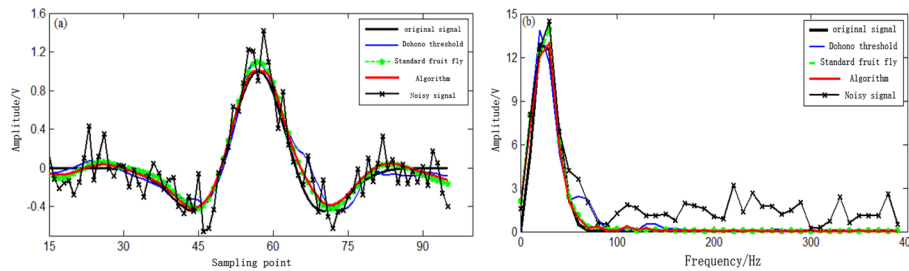 (a)
1.6
1.2
0.8
0.4
0
-0.4
Amplitude/V
15 30 45 60 75 90
Sampling point
original signal
Dohono threshold
Standard fruit fly
Algorithm
Noisy signal
(b)
15
12
9
6
3
0
Amplitude/V
0 100 200 300 400
Frequency/Hz
original signal
Dohono threshold
Standard fruit fly
Algorithm
Noisy signal